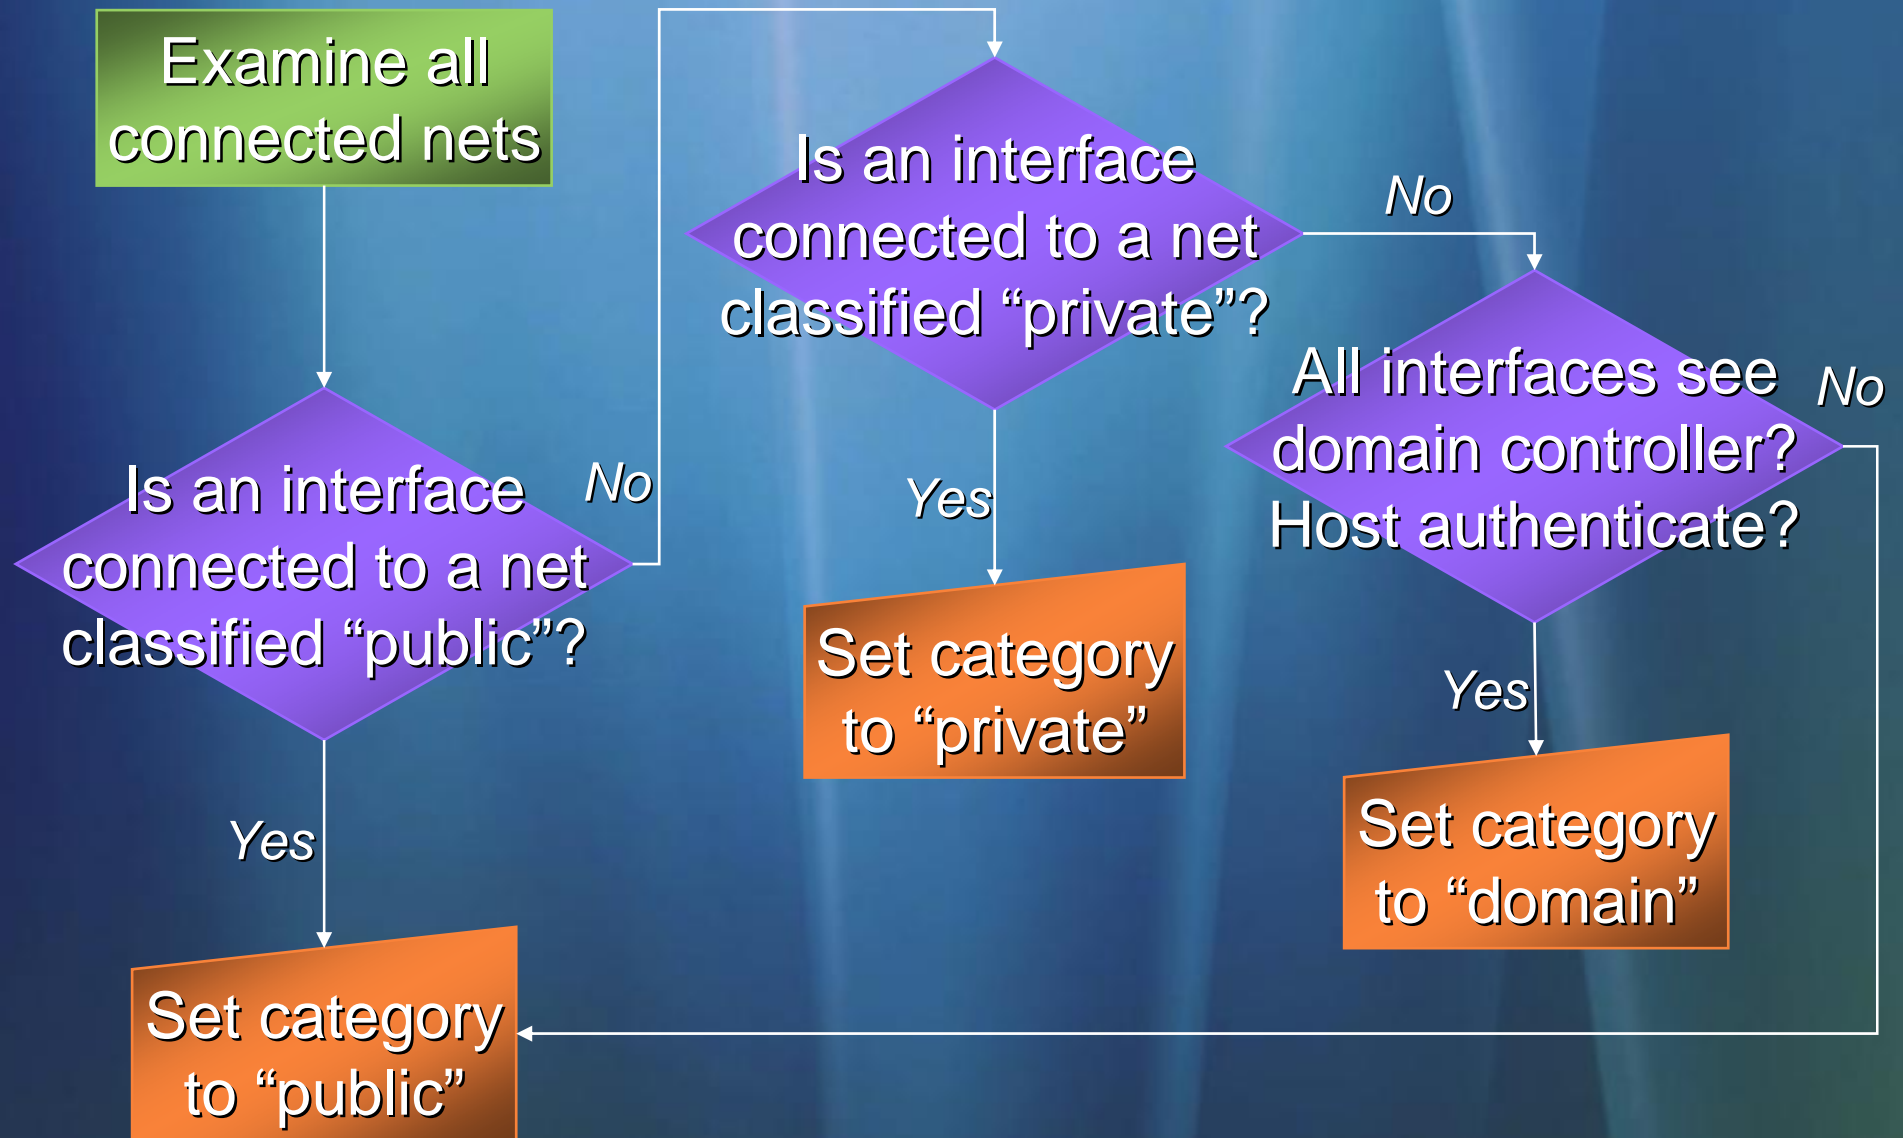 Examine all
connected nets
Is an interface
connected to a net
classified “public”?
No
Yes
Set category
to “public”
Is an interface
connected to a net
classified “private”?
No
Yes
Set category
to “private”
All interfaces see
domain controller?
Host authenticate?
No
Yes
Set category
to “domain”